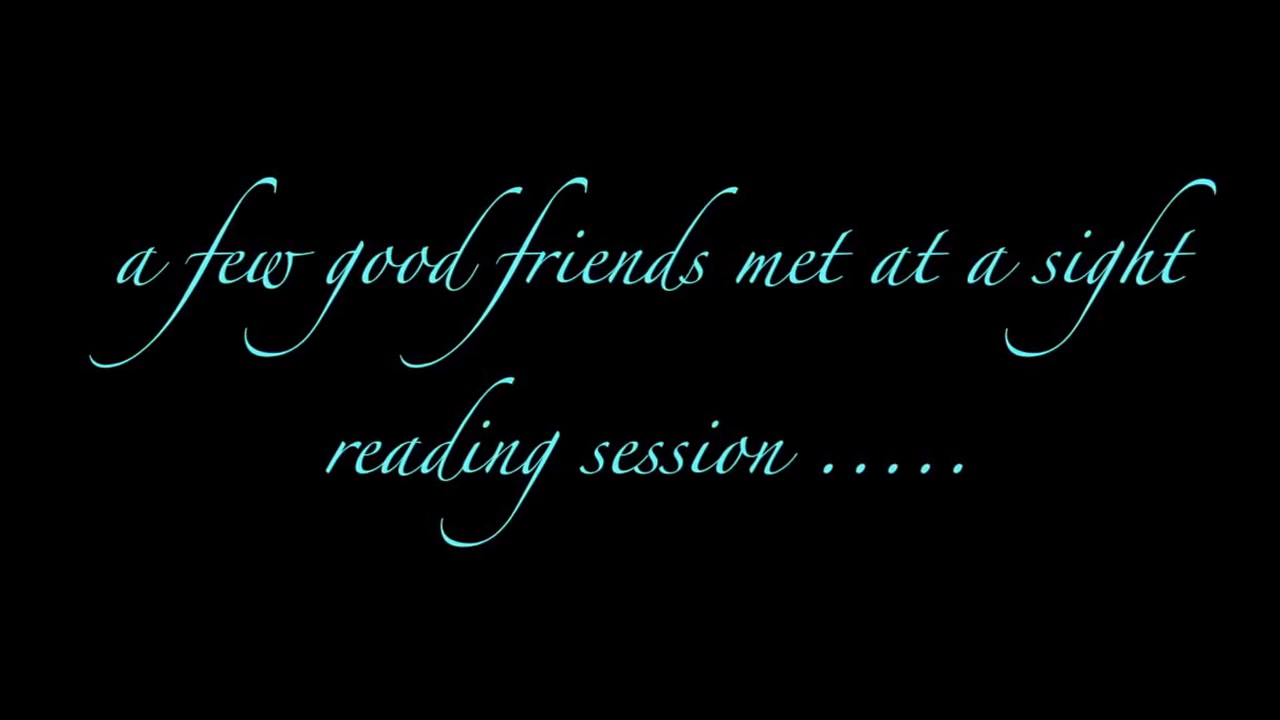 a few good friends met at a sight
reading session .....